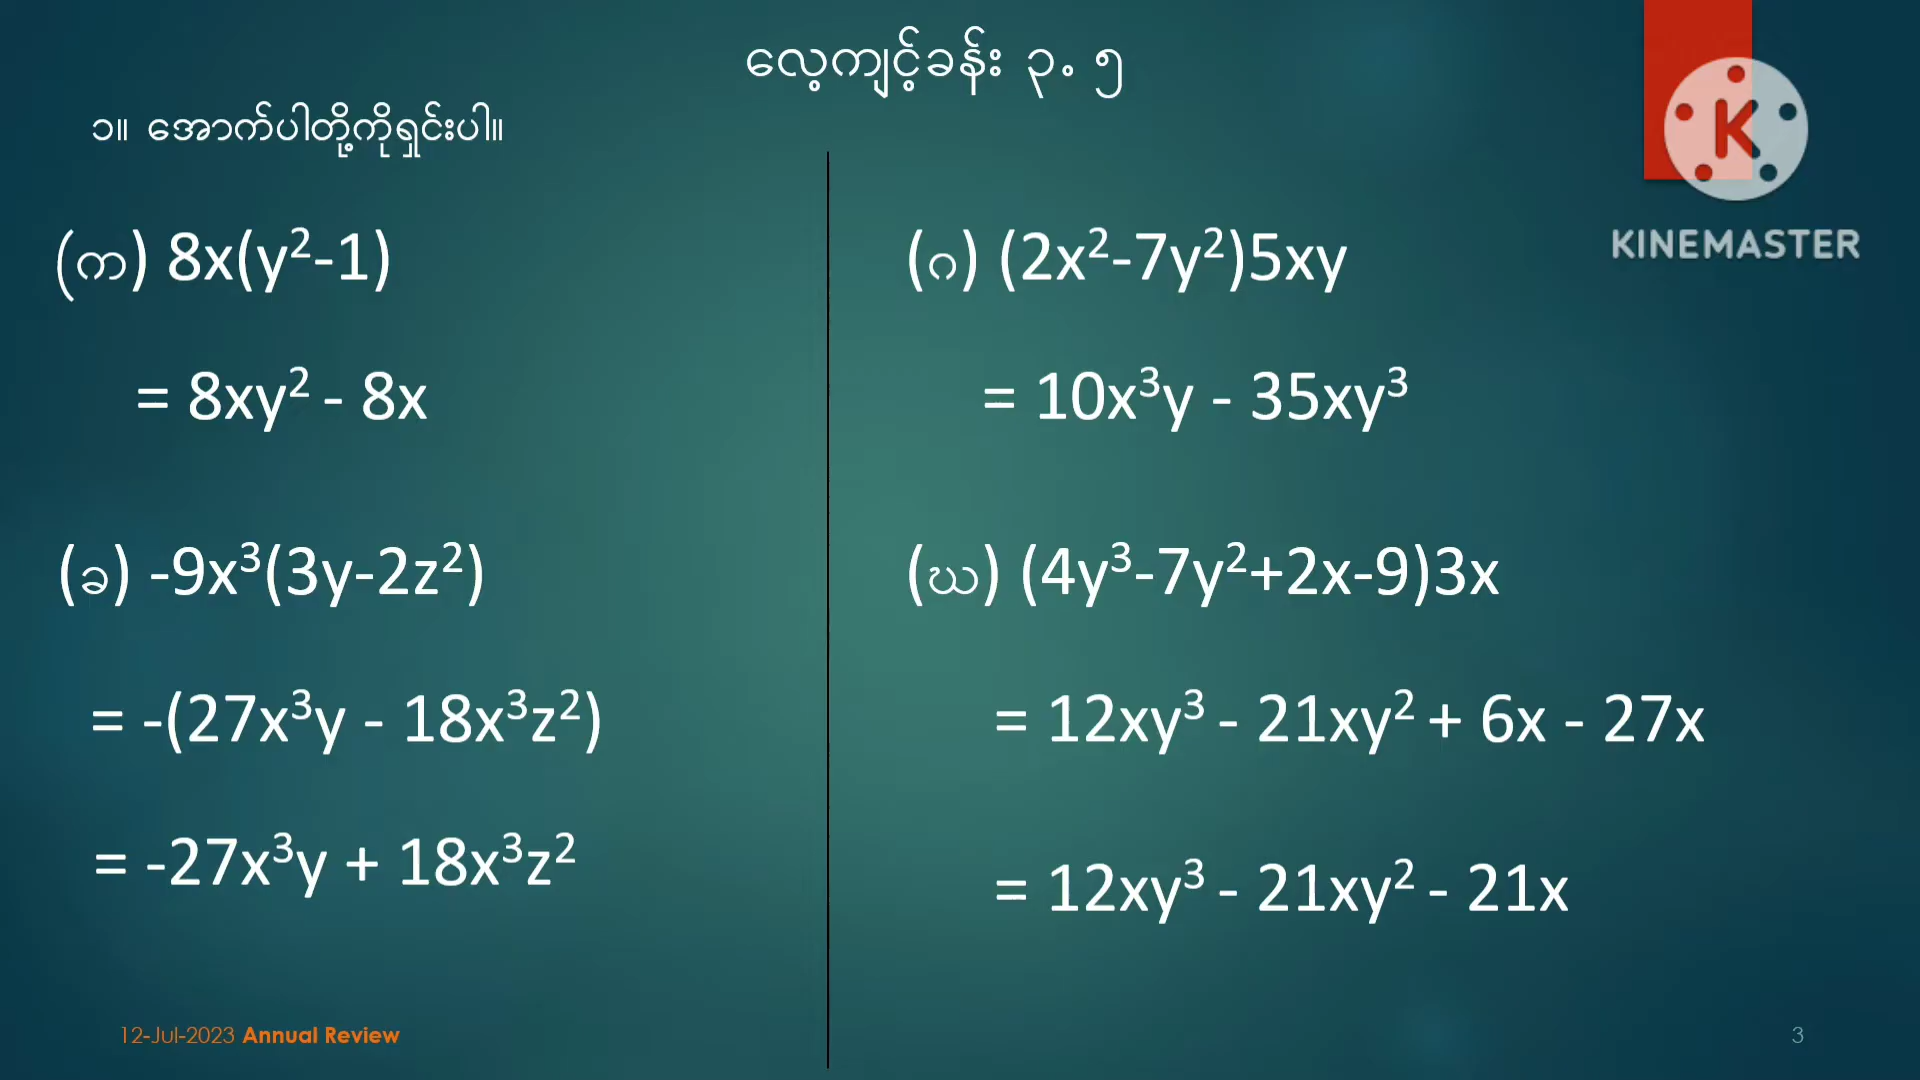 လေ့ကျင့်ခန်း ၃. ၅
၁။ အောက်ပါတို့ကိုရှင်းပါ။
(က) 8x(y²-1)
= 8xy² - 8x
(ခ) -9x³(3y-2z²)
= -(27x³y - 18x³z²)
= -27x³y + 18x³z²
(ဂ) (2x²-7y²)5xy
= 10x³y - 35xy³
(ဃ) (4y³-7y²+2x-9)3x
= 12xy³ - 21xy² + 6x - 27x
= 12xy³ - 21xy² - 21x
K
KINEMASTER
12-Jul-2023 Annual Review
3